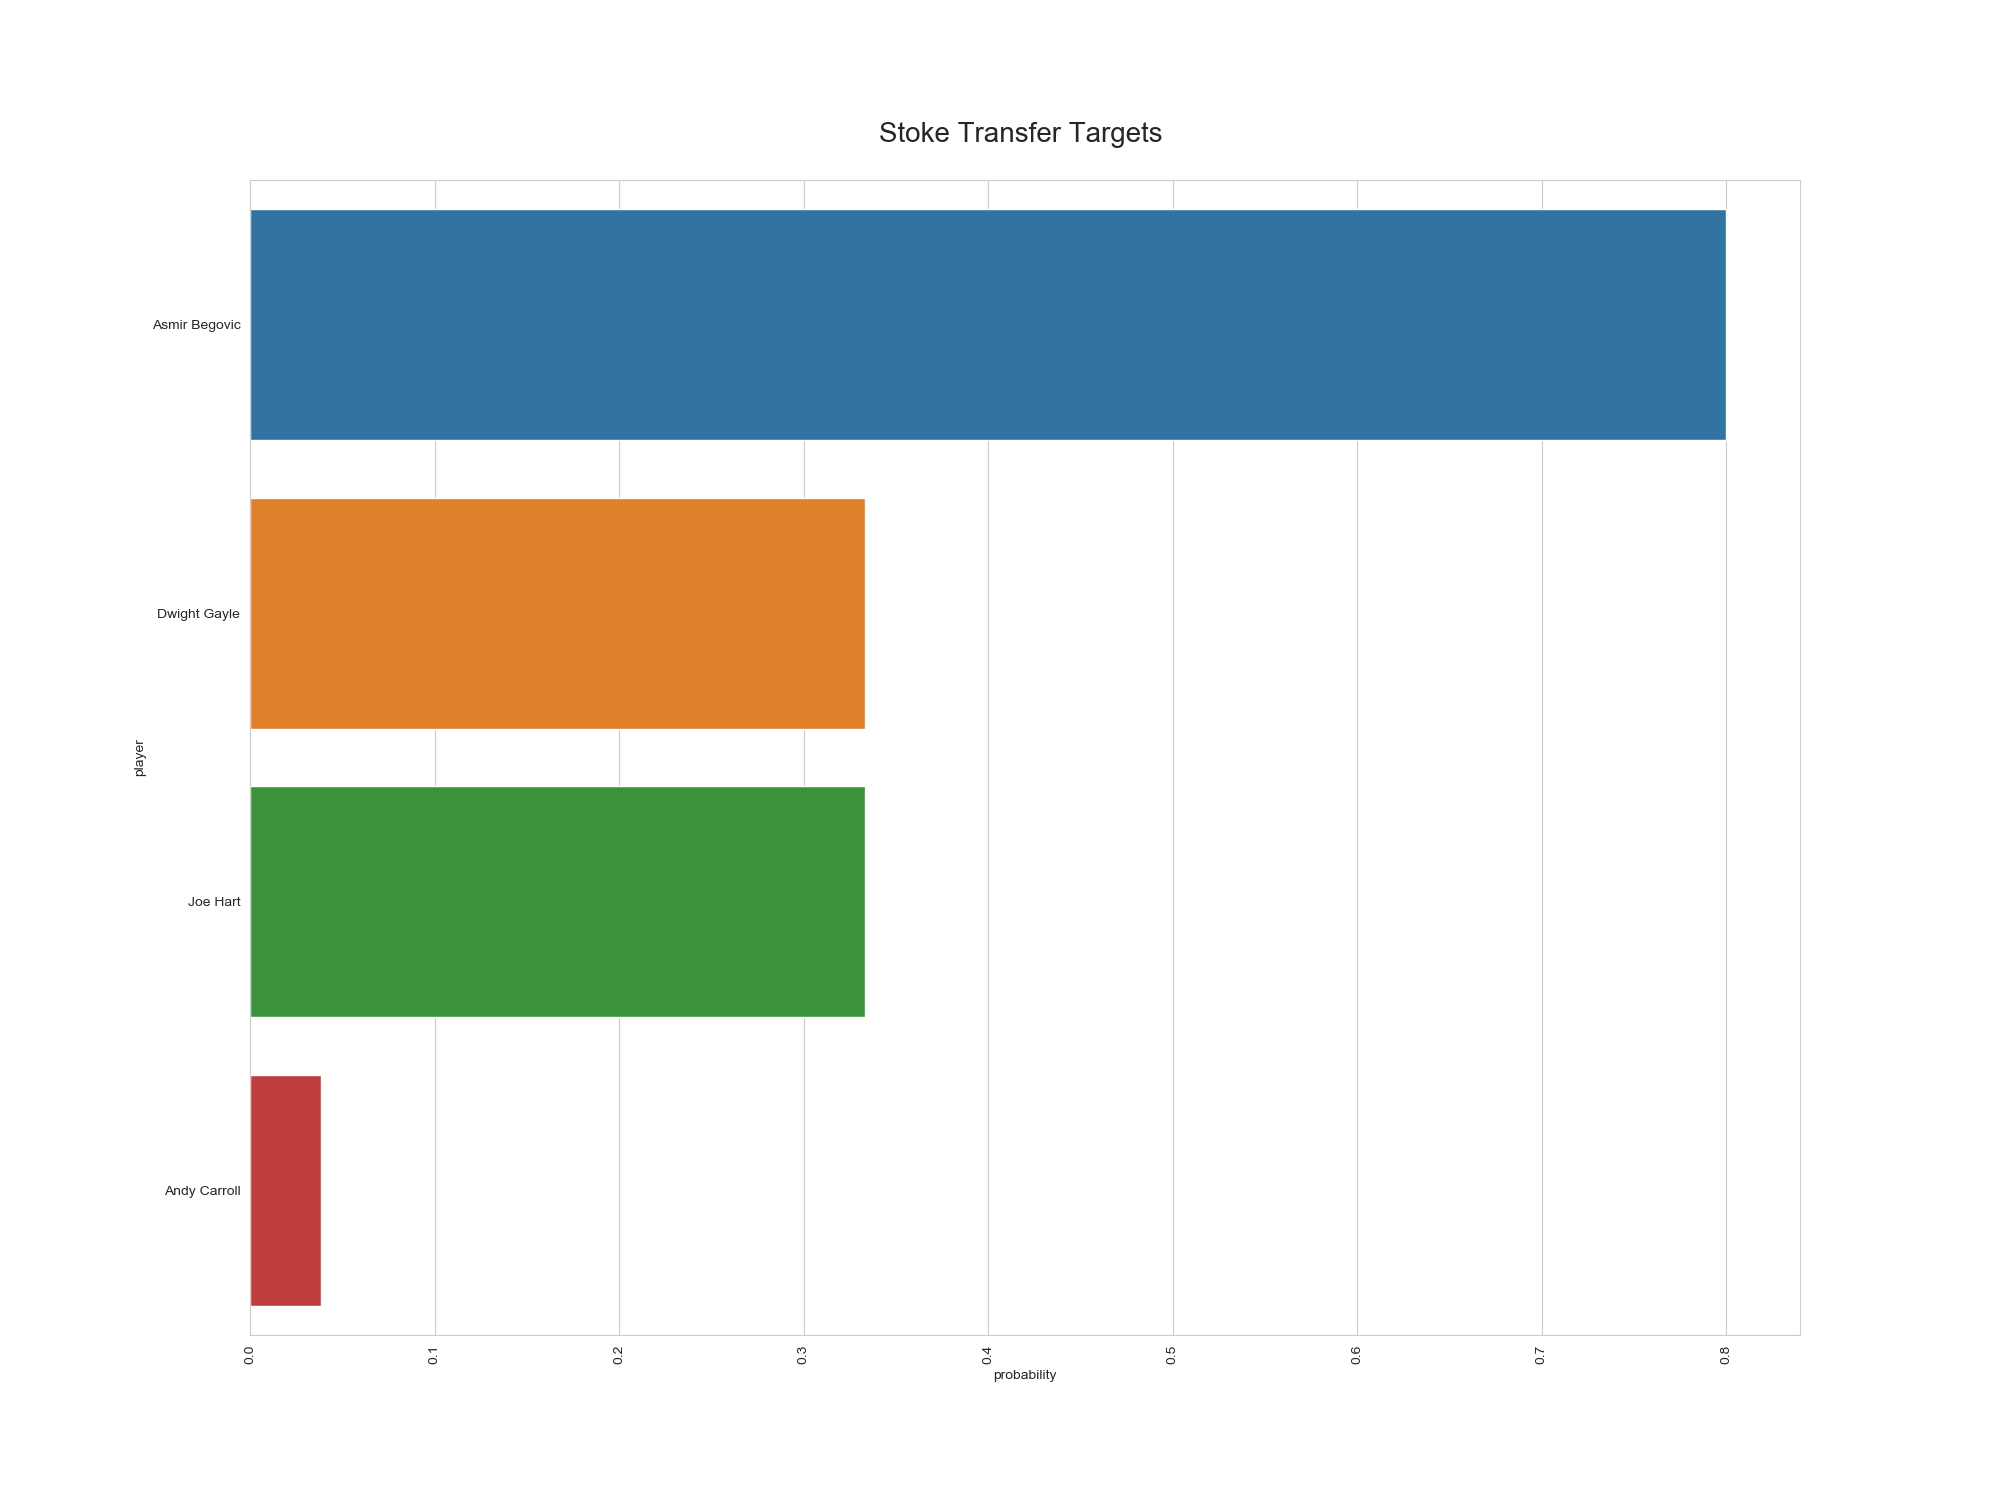 Stoke Transfer Targets
Asmir Begovic
Dwight Gayle
player
Joe Hart
Andy Carroll
0.0
0.1
0.2
0.3
0.4
0.5
0.6
0.7
0.8
probability